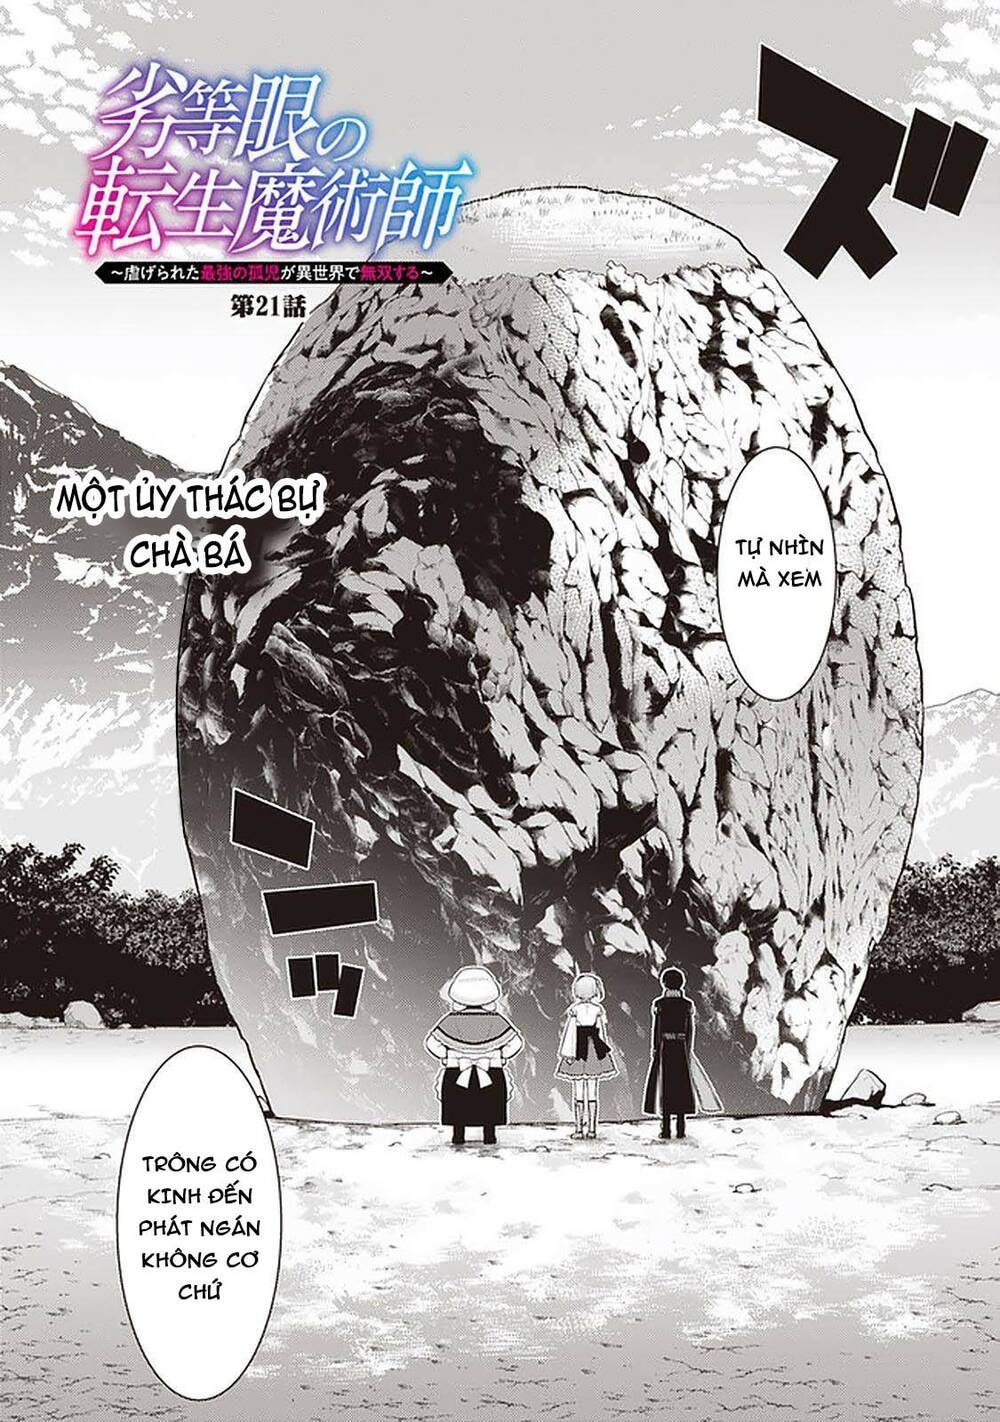 劣等眼の
転生魔術師
～虐げられた最強の孤児が異世界で無双する～
第21話
ズ
MỘT ỦY THÁC BỰ
CHÀ BÁ
TỰ NHÌN
MÀ XEM
TRÔNG CÓ
KINH ĐẾN
PHÁT NGÁN
KHÔNG CƠ
CHỨ